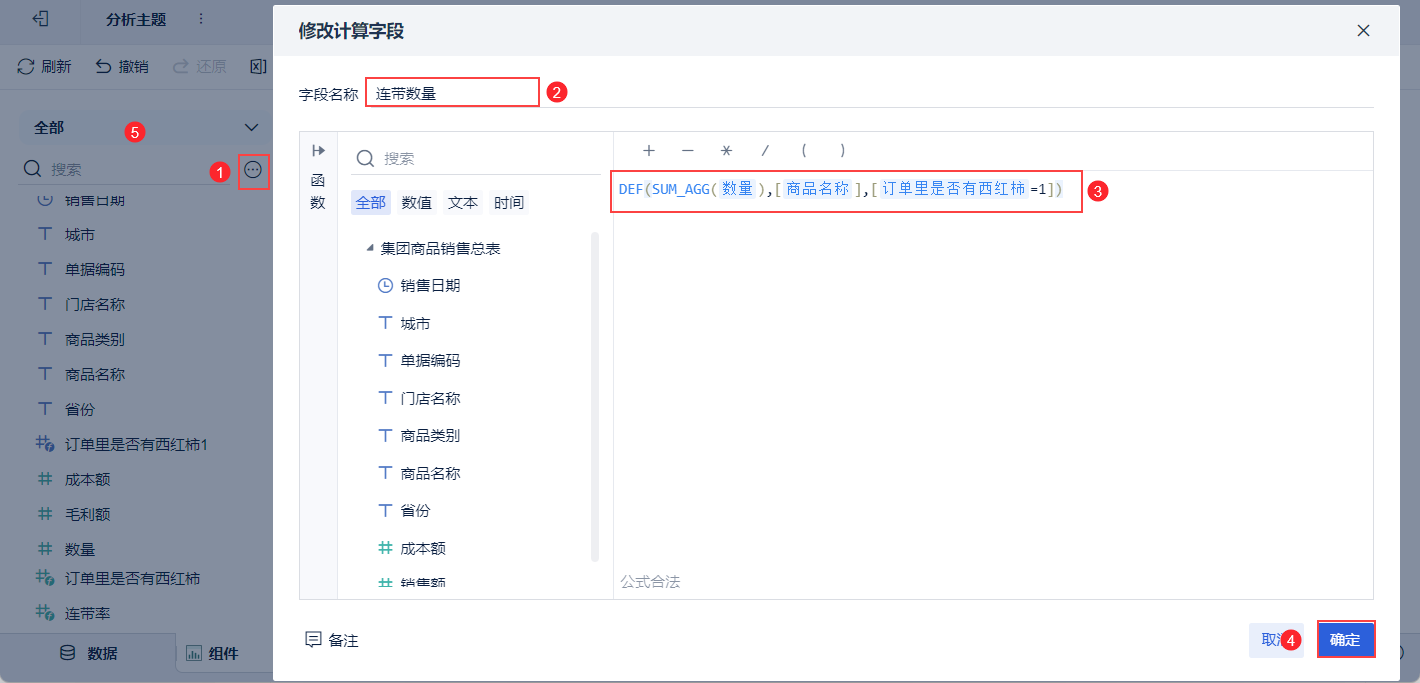 分析主题
刷新
撤销
还原
全部
5
搜索
1
销售日期
城市
单据编码
门店名称
商品类别
商品名称
省份
订单里是否有西红柿1
成本额
毛利额
数量
订单里是否有西红柿
连带率
数据
组件
修改计算字段
字段名称
连带数量
2
函数
搜索
全部 数值 文本 时间
集团商品销售总表
销售日期
城市
单据编码
门店名称
商品类别
商品名称
省份
成本额
销售额
+ − * / ( )
DEF(SUM_AGG(数量),[商品名称],[订单里是否有西红柿=1])
3
公式合法
备注
4
确定